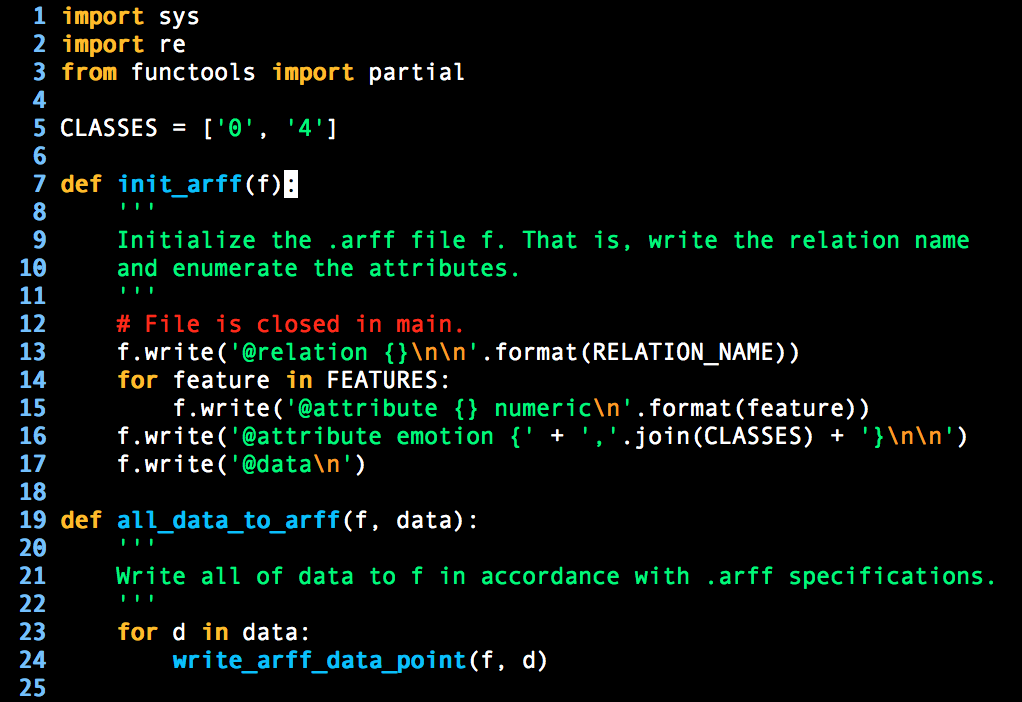 1 import sys
2 import re
3 from functools import partial
4
5 CLASSES = ['0', '4']
6
7 def init_arff(f):
8     '''
9     Initialize the .arff file f. That is, write the relation name
10     and enumerate the attributes.
11     '''
12     # File is closed in main.
13     f.write('@relation {}\n\n'.format(RELATION_NAME))
14     for feature in FEATURES:
15         f.write('@attribute {} numeric\n'.format(feature))
16     f.write('@attribute emotion {' + ','.join(CLASSES) + '}\n\n')
17     f.write('@data\n')
18
19 def all_data_to_arff(f, data):
20     '''
21     Write all of data to f in accordance with .arff specifications.
22     '''
23     for d in data:
24         write_arff_data_point(f, d)
25